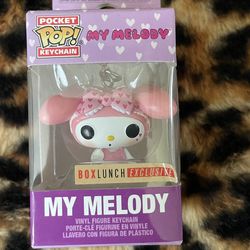 POCKET
POP!
KEYCHAIN
MY MELODY
BOXLUNCH EXCLUSIVE
MY MELODY
VINYL FIGURE KEYCHAIN
PORTE-CLÉ FIGURINE EN VINYLE
LLAVERO CON FIGURA DE PLÁSTICO